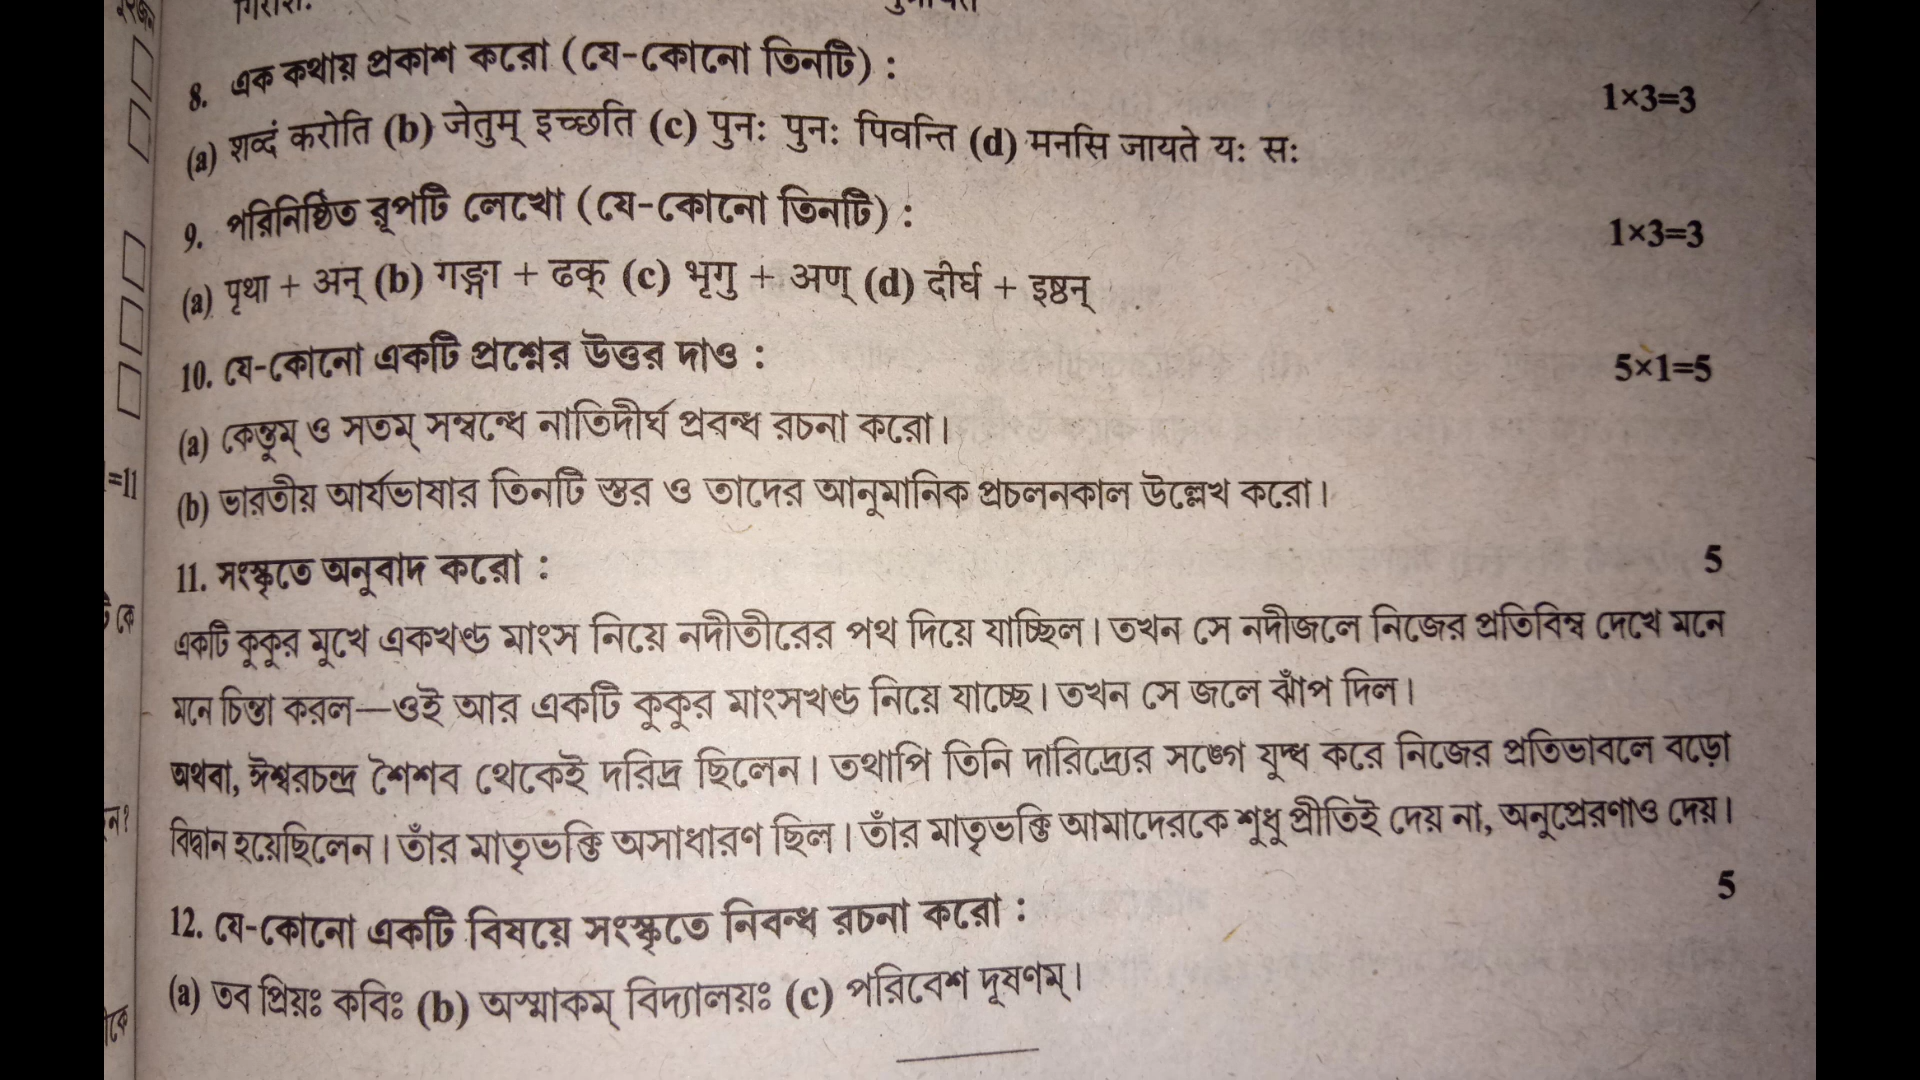 गिरीश:
8. এক কথায় প্রকাশ করো (যে-কোনো তিনটি) : 1×3=3
(a) शब्दं करोति (b) जेतुम् इच्छति (c) पुनः पुनः पिवन्ति (d) मनसि जायते यः सः
9. পরিনিষ্ঠিত রূপটি লেখো (যে-কোনো তিনটি) : 1×3=3
(a) पृथा + अन् (b) गङ्गा + ढक् (c) भृगु + अण् (d) दीर्घ + इष्ठन्
10. যে-কোনো একটি প্রশ্নের উত্তর দাও : 5×1=5
(a) কেন্তুম্ ও সতম্ সম্বন্ধে নাতিদীর্ঘ প্রবন্ধ রচনা করো।
=11
(b) ভারতীয় আর্যভাষার তিনটি স্তর ও তাদের আনুমানিক প্রচলনকাল উল্লেখ করো।
11. সংস্কৃতে অনুবাদ করো : 5
একটি কুকুর মুখে একখণ্ড মাংস নিয়ে নদীতীরের পথ দিয়ে যাচ্ছিল। তখন সে নদীজলে নিজের প্রতিবিম্ব দেখে মনে
মনে চিন্তা করল—ওই আর একটি কুকুর মাংসখণ্ড নিয়ে যাচ্ছে। তখন সে জলে ঝাঁপ দিল।
অথবা, ঈশ্বরচন্দ্র শৈশব থেকেই দরিদ্র ছিলেন। তথাপি তিনি দারিদ্র্যের সঙ্গে যুদ্ধ করে নিজের প্রতিভাবলে বড়ো
বিদ্বান হয়েছিলেন। তাঁর মাতৃভক্তি অসাধারণ ছিল। তাঁর মাতৃভক্তি আমাদেরকে শুধু প্রীতিই দেয় না, অনুপ্রেরণাও দেয়।
12. যে-কোনো একটি বিষয়ে সংস্কৃতে নিবন্ধ রচনা করো : 5
(a) তব প্রিয়ঃ কবিঃ (b) অস্মাকম্ বিদ্যালয়ঃ (c) পরিবেশ দূষণম্।